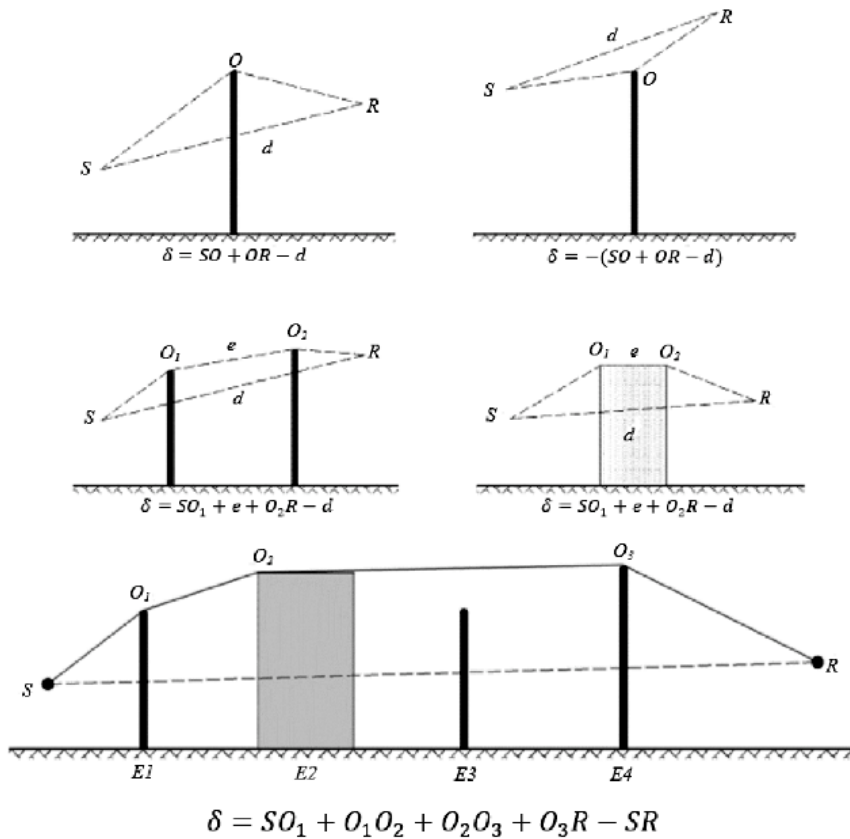 O
S
R
d
δ = SO + OR − d
d
R
S
O
δ = −(SO + OR − d)
O₁
e
O₂
R
d
S
δ = SO₁ + e + O₂R − d
O₁
e
O₂
S
R
d
δ = SO₁ + e + O₂R − d
O₁
O₂
O₃
S
R
E1
E2
E3
E4
δ = SO₁ + O₁O₂ + O₂O₃ + O₃R − SR